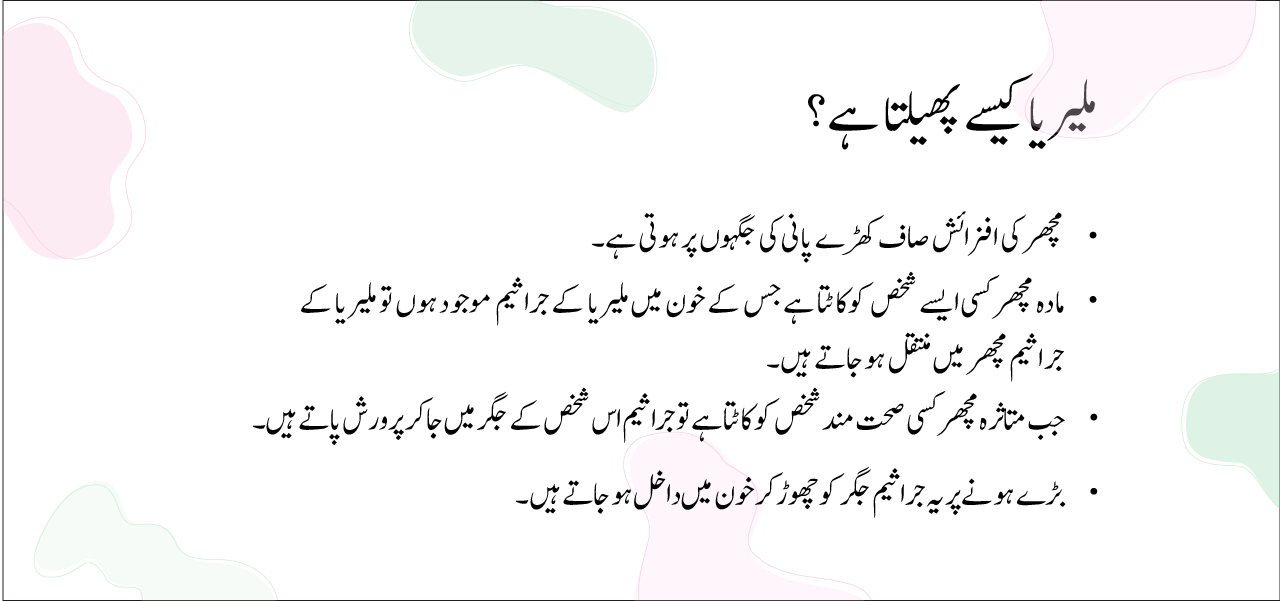 ملیریا کیسے پھیلتا ہے؟
• مچھر کی افزائش صاف کھڑے پانی کی جگہوں پر ہوتی ہے۔
• مادہ مچھر کسی ایسے شخص کو کاٹتا ہے جس کے خون میں ملیریا کے جراثیم موجود ہوں تو ملیریا کے
جراثیم مچھر میں منتقل ہو جاتے ہیں۔
• جب متاثرہ مچھر کسی صحت مند شخص کو کاٹتا ہے تو جراثیم اس شخص کے جگر میں جا کر پرورش پاتے ہیں۔
• بڑے ہونے پر یہ جراثیم جگر کو چھوڑ کر خون میں داخل ہو جاتے ہیں۔